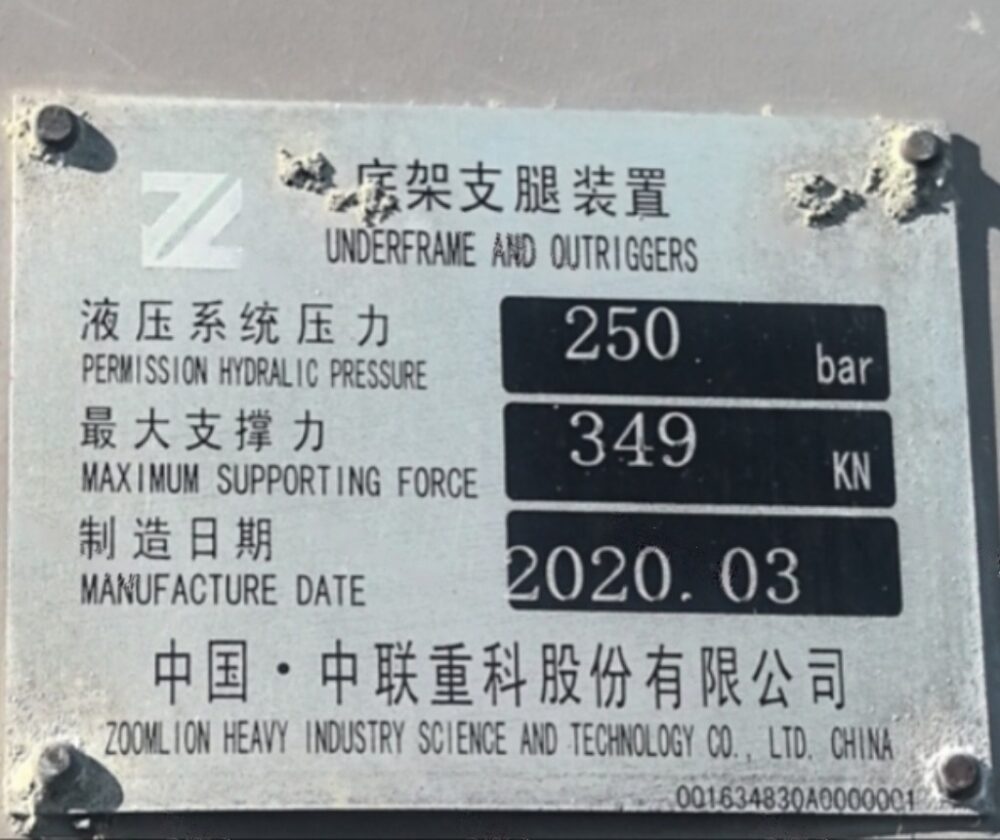 底架支腿装置
UNDERFRAME AND OUTRIGGERS
液压系统压力 250 bar
PERMISSION HYDRALIC PRESSURE
最大支撑力 349 KN
MAXIMUM SUPPORTING FORCE
制造日期 2020.03
MANUFACTURE DATE
中国·中联重科股份有限公司
ZOOMLION HEAVY INDUSTRY SCIENCE AND TECHNOLOGY CO., LTD. CHINA
001634830A0000001